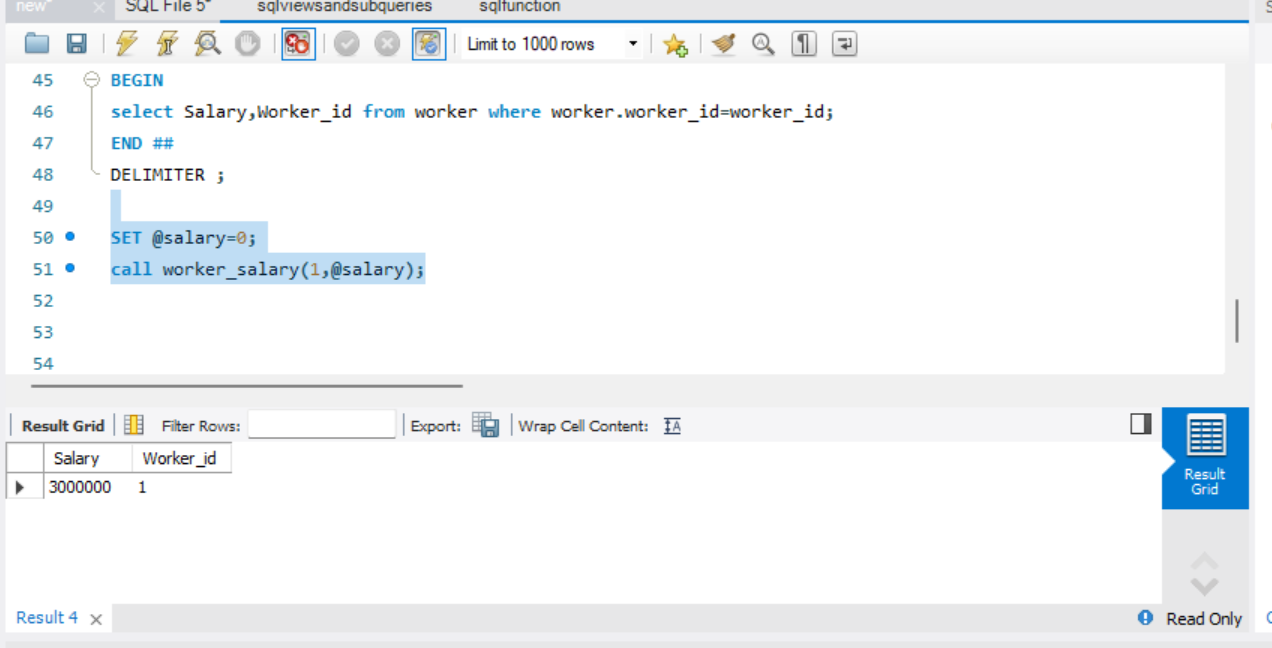 new*
SQL File 5*
sqlviewsandsubqueries
sqlfunction
Limit to 1000 rows
45 BEGIN
46 select Salary,Worker_id from worker where worker.worker_id=worker_id;
47 END ##
48 DELIMITER ;
49
50 SET @salary=0;
51 call worker_salary(1,@salary);
52
53
54
Result Grid Filter Rows: Export: Wrap Cell Content:
Salary Worker_id
3000000 1
Result
Grid
Result 4 Read Only